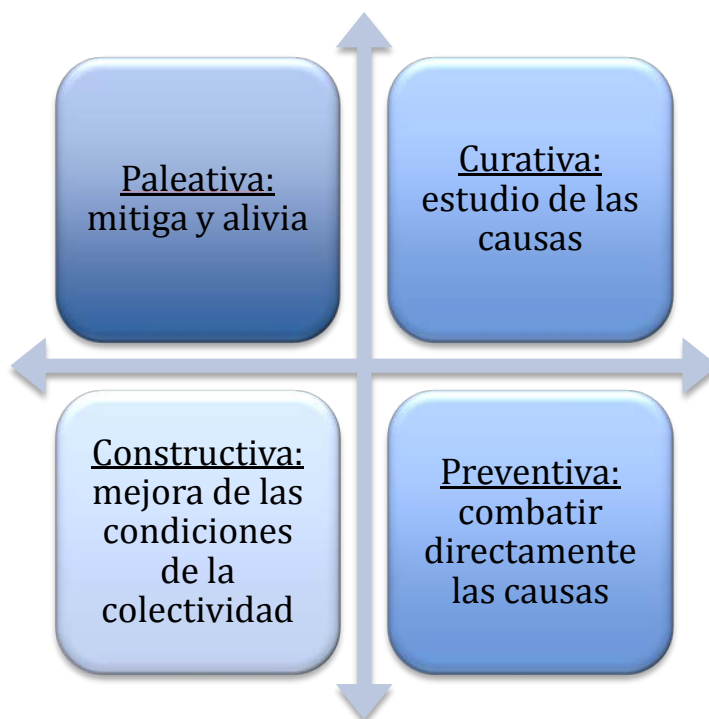 Paleativa:
mitiga y alivia
Curativa:
estudio de las
causas
Constructiva:
mejora de las
condiciones
de la
colectividad
Preventiva:
combatir
directamente
las causas